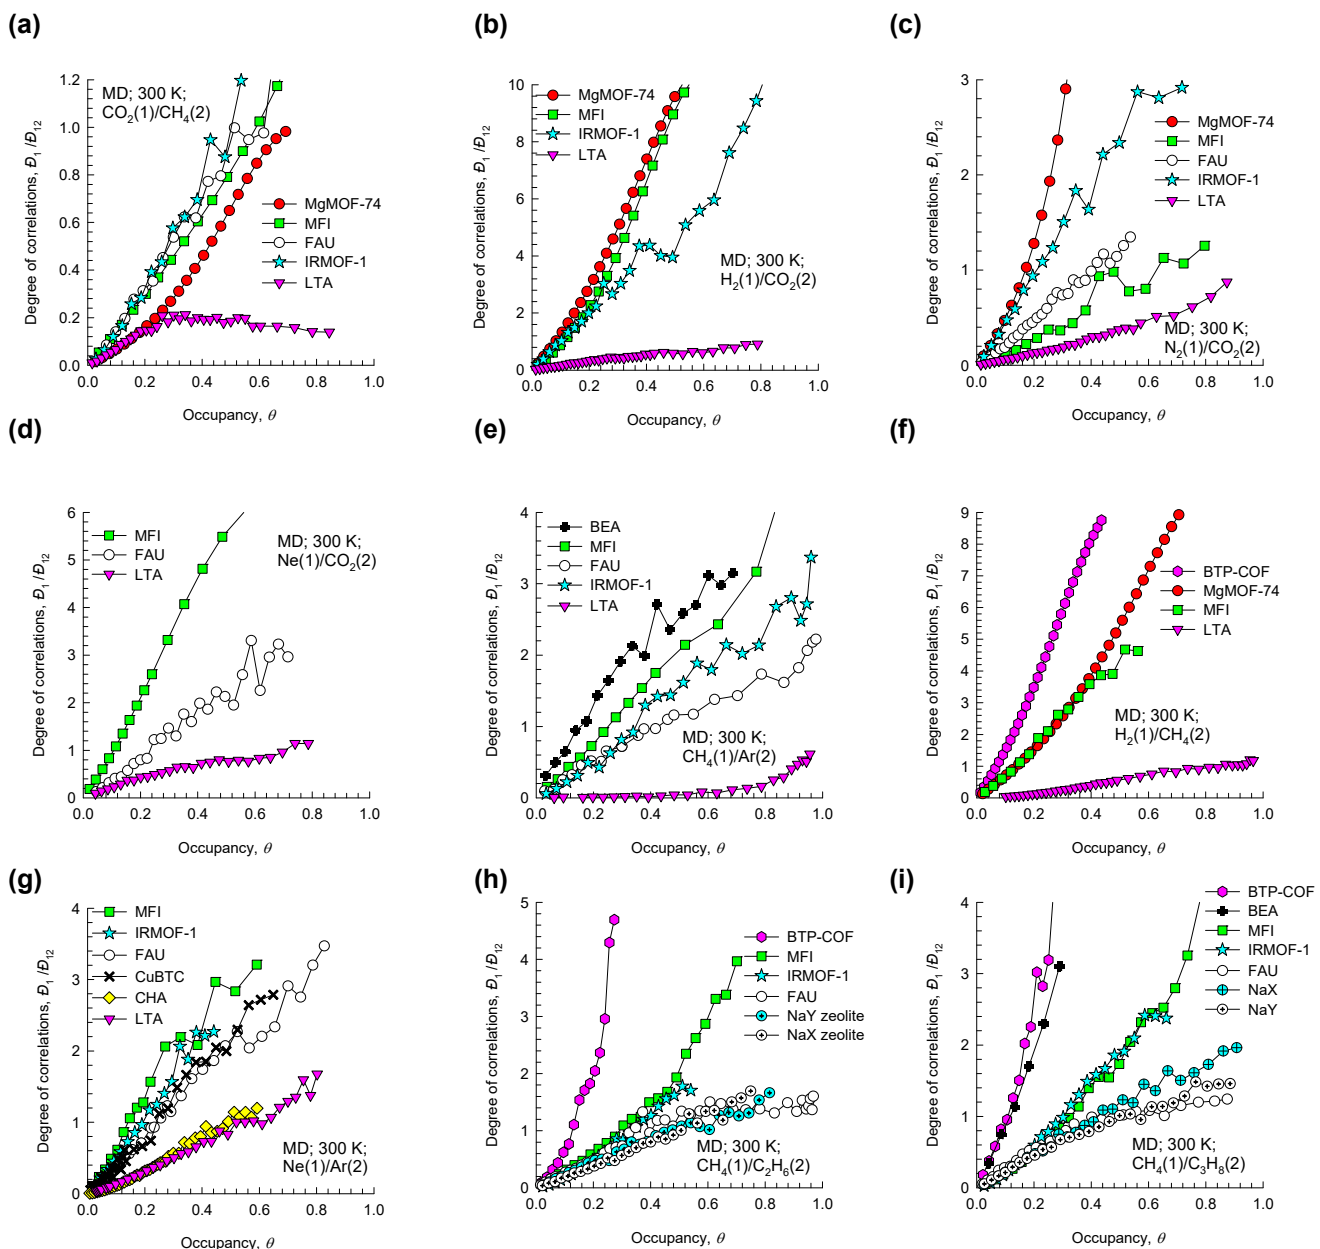 (a)
Degree of correlations, Đ1/Đ12
1.2
1.0
0.8
0.6
0.4
0.2
0.0
MD; 300 K;
CO2(1)/CH4(2)
MgMOF-74
MFI
FAU
IRMOF-1
LTA
0.0 0.2 0.4 0.6 0.8 1.0
Occupancy, θ
(b)
Degree of correlations, Đ1/Đ12
10
8
6
4
2
0
MgMOF-74
MFI
IRMOF-1
LTA
MD; 300 K;
H2(1)/CO2(2)
0.0 0.2 0.4 0.6 0.8 1.0
Occupancy, θ
(c)
Degree of correlations, Đ1/Đ12
3
2
1
0
MgMOF-74
MFI
FAU
IRMOF-1
LTA
MD; 300 K;
N2(1)/CO2(2)
0.0 0.2 0.4 0.6 0.8 1.0
Occupancy, θ
(d)
Degree of correlations, Đ1/Đ12
6
5
4
3
2
1
0
MFI
FAU
LTA
MD; 300 K;
Ne(1)/CO2(2)
0.0 0.2 0.4 0.6 0.8 1.0
Occupancy, θ
(e)
Degree of correlations, Đ1/Đ12
4
3
2
1
0
BEA
MFI
FAU
IRMOF-1
LTA
MD; 300 K;
CH4(1)/Ar(2)
0.0 0.2 0.4 0.6 0.8 1.0
Occupancy, θ
(f)
Degree of correlations, Đ1/Đ12
9
8
7
6
5
4
3
2
1
0
BTP-COF
MgMOF-74
MFI
LTA
MD; 300 K;
H2(1)/CH4(2)
0.0 0.2 0.4 0.6 0.8 1.0
Occupancy, θ
(g)
Degree of correlations, Đ1/Đ12
4
3
2
1
0
MFI
IRMOF-1
FAU
CuBTC
CHA
LTA
MD; 300 K;
Ne(1)/Ar(2)
0.0 0.2 0.4 0.6 0.8 1.0
Occupancy, θ
(h)
Degree of correlations, Đ1/Đ12
5
4
3
2
1
0
BTP-COF
MFI
IRMOF-1
FAU
NaY zeolite
NaX zeolite
MD; 300 K;
CH4(1)/C2H6(2)
0.0 0.2 0.4 0.6 0.8 1.0
Occupancy, θ
(i)
Degree of correlations, Đ1/Đ12
4
3
2
1
0
BTP-COF
BEA
MFI
IRMOF-1
FAU
NaX
NaY
MD; 300 K;
CH4(1)/C3H8(2)
0.0 0.2 0.4 0.6 0.8 1.0
Occupancy, θ